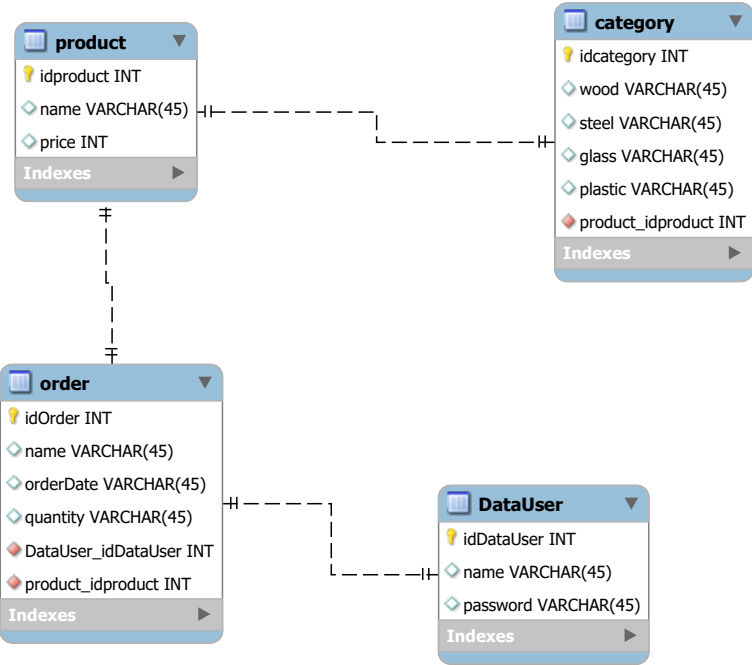 product
idproduct INT
name VARCHAR(45)
price INT
Indexes
category
idcategory INT
wood VARCHAR(45)
steel VARCHAR(45)
glass VARCHAR(45)
plastic VARCHAR(45)
product_idproduct INT
Indexes
order
idOrder INT
name VARCHAR(45)
orderDate VARCHAR(45)
quantity VARCHAR(45)
DataUser_idDataUser INT
product_idproduct INT
Indexes
DataUser
idDataUser INT
name VARCHAR(45)
password VARCHAR(45)
Indexes